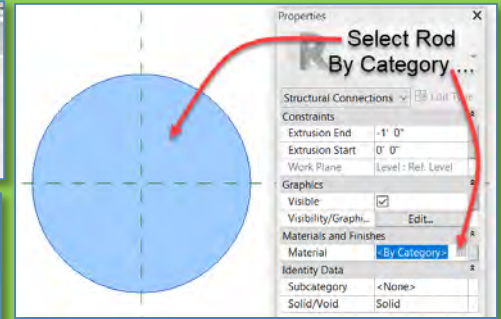 Properties X
Select Rod
By Category ...
Structural Connections Edit Type
Constraints
Extrusion End -1' 0"
Extrusion Start 0' 0"
Work Plane Level : Ref. Level
Graphics
Visible
Visibility/Graphi... Edit...
Materials and Finishes
Material <By Category>
Identity Data
Subcategory <None>
Solid/Void Solid